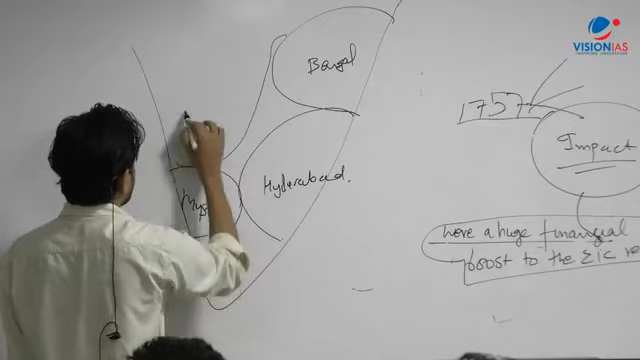 VISIONIAS
Bengal
Hyderabad.
1757
Impact
were a huge financial
boost to the EIC